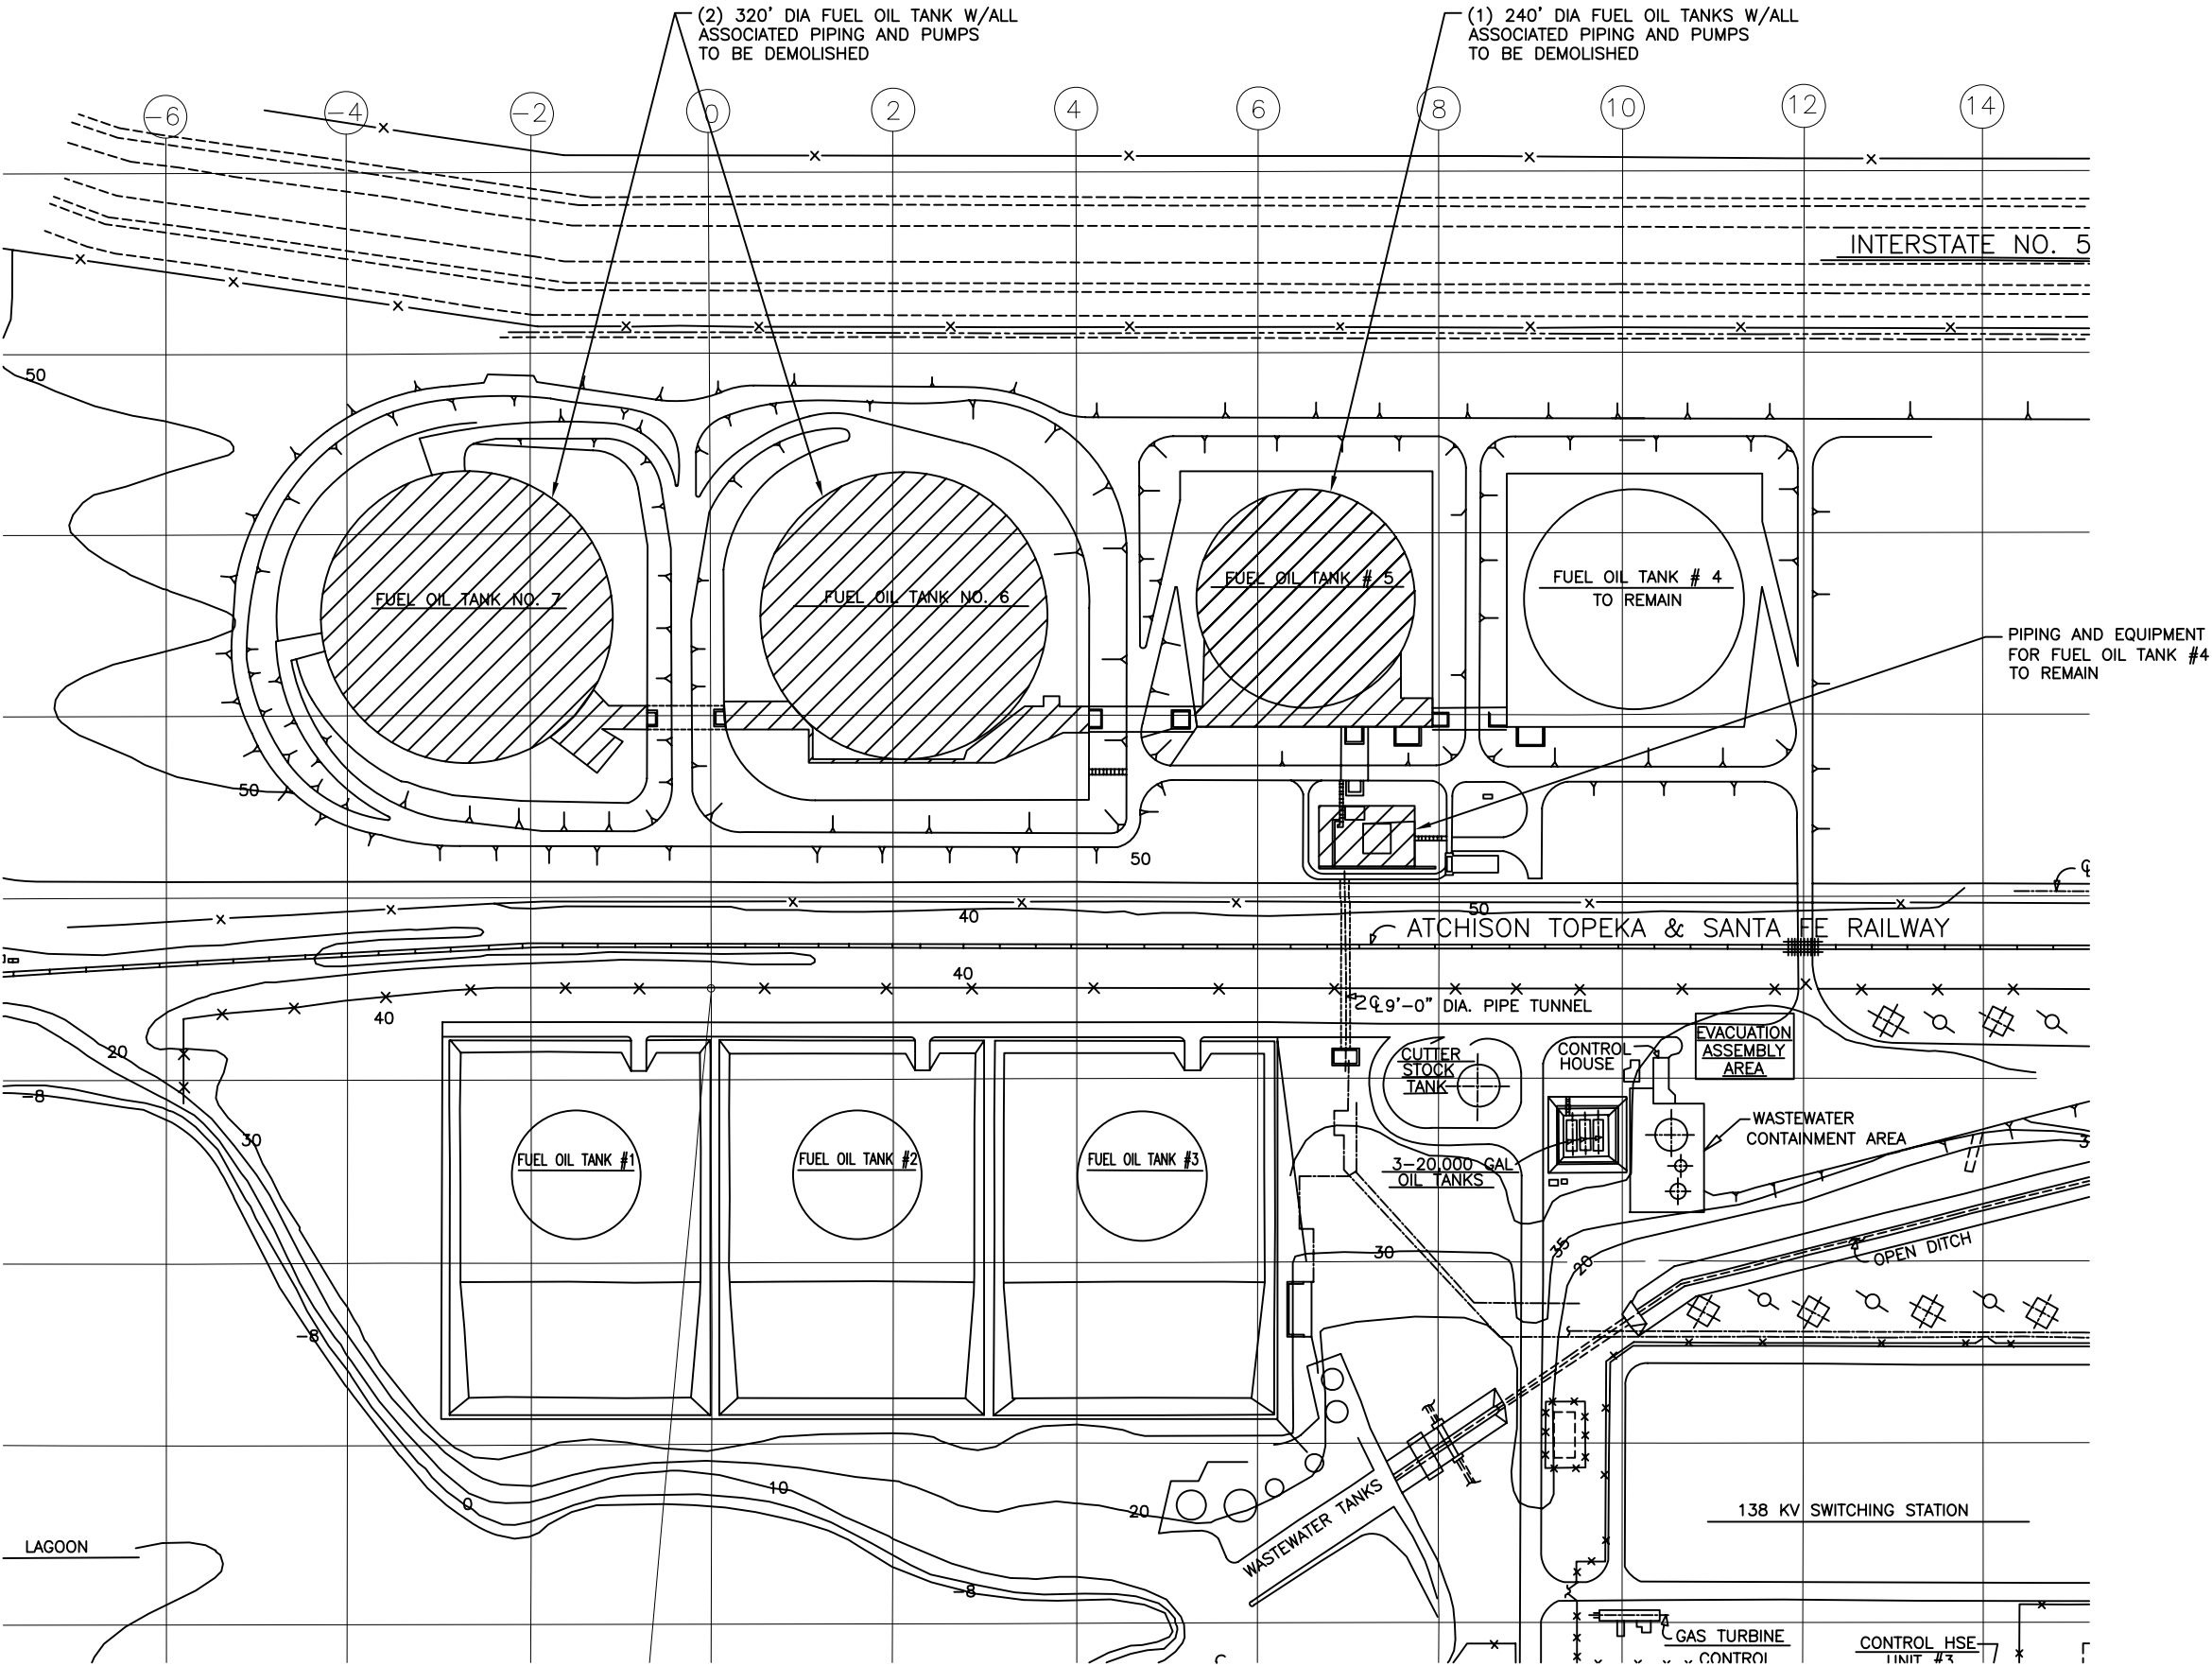 (2) 320' DIA FUEL OIL TANK W/ALL
ASSOCIATED PIPING AND PUMPS
TO BE DEMOLISHED
(1) 240' DIA FUEL OIL TANKS W/ALL
ASSOCIATED PIPING AND PUMPS
TO BE DEMOLISHED
-6
-4
-2
0
2
4
6
8
10
12
14
INTERSTATE NO. 5
50
FUEL OIL TANK NO. 7
FUEL OIL TANK NO. 6
FUEL OIL TANK # 5
FUEL OIL TANK # 4
TO REMAIN
PIPING AND EQUIPMENT
FOR FUEL OIL TANK #4
TO REMAIN
50
50
40
50
ATCHISON TOPEKA & SANTA FE RAILWAY
40
40
9'-0" DIA. PIPE TUNNEL
20
-8
30
CUTTER
STOCK
TANK
CONTROL
HOUSE
EVACUATION
ASSEMBLY
AREA
WASTEWATER
CONTAINMENT AREA
FUEL OIL TANK #1
FUEL OIL TANK #2
FUEL OIL TANK #3
3-20,000 GAL
OIL TANKS
30
35
20
OPEN DITCH
-8
10
0
20
WASTEWATER TANKS
138 KV SWITCHING STATION
LAGOON
-8
GAS TURBINE
CONTROL
CONTROL HSE
UNIT #3